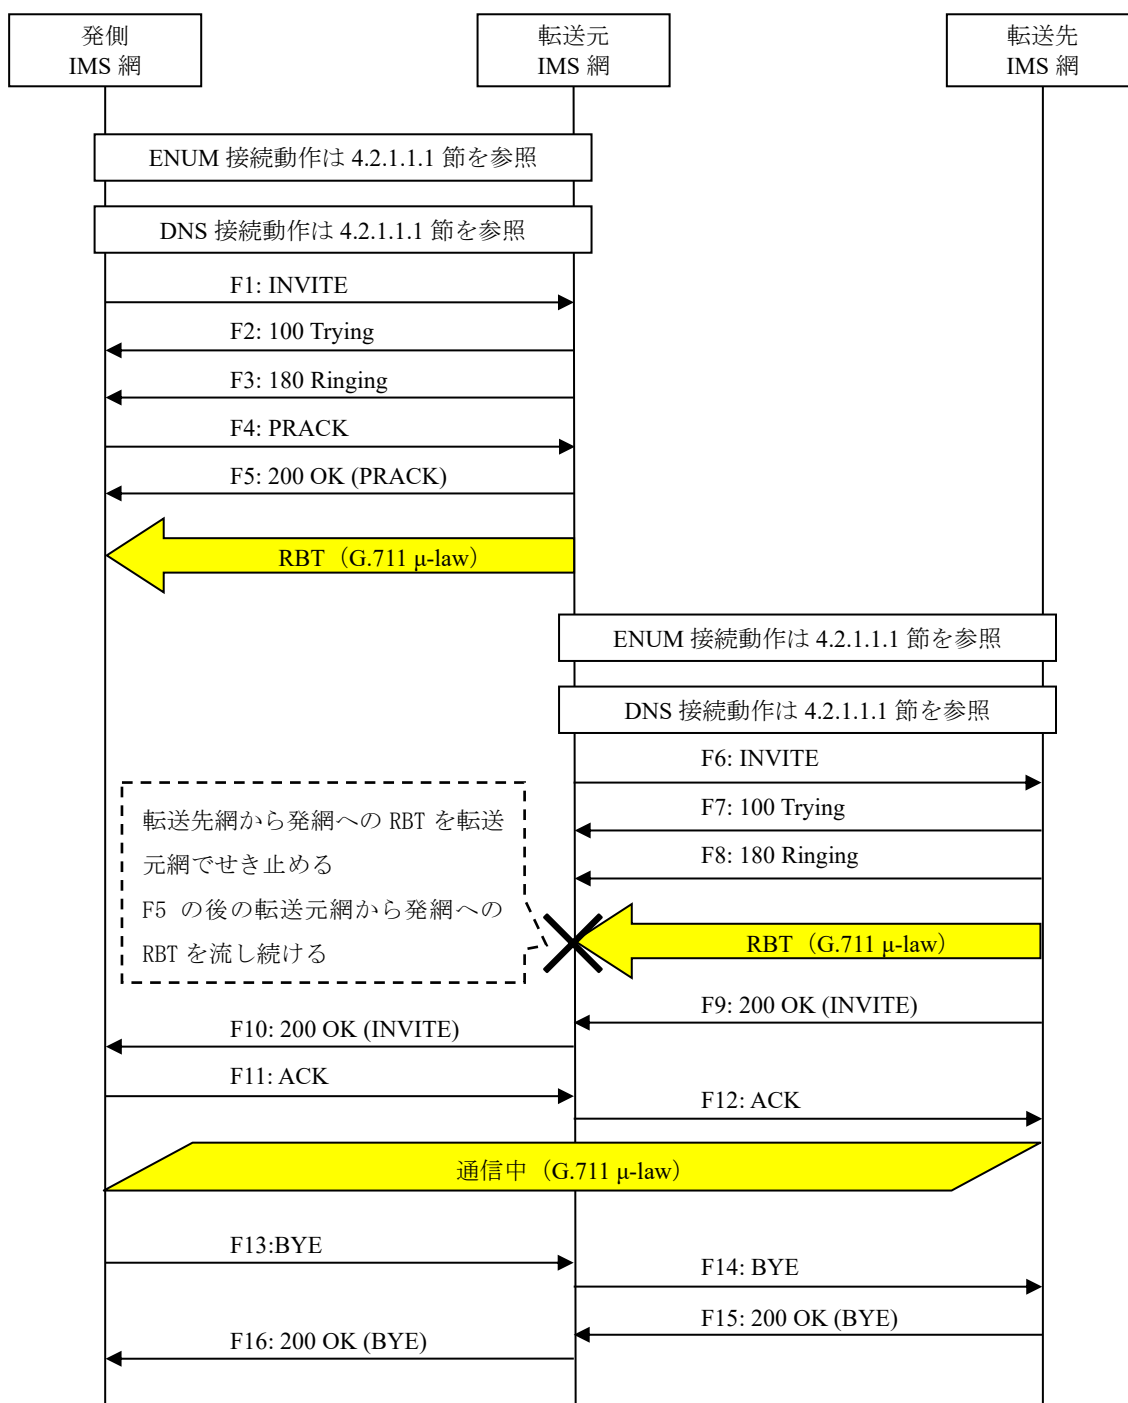 発側
IMS 網
転送元
IMS 網
転送先
IMS 網
ENUM 接続動作は 4.2.1.1.1 節を参照
DNS 接続動作は 4.2.1.1.1 節を参照
F1: INVITE
F2: 100 Trying
F3: 180 Ringing
F4: PRACK
F5: 200 OK (PRACK)
RBT（G.711 μ-law）
ENUM 接続動作は 4.2.1.1.1 節を参照
DNS 接続動作は 4.2.1.1.1 節を参照
F6: INVITE
F7: 100 Trying
F8: 180 Ringing
転送先網から発網への RBT を転送
元網でせき止める
F5 の後の転送元網から発網への
RBT を流し続ける
RBT（G.711 μ-law）
F9: 200 OK (INVITE)
F10: 200 OK (INVITE)
F11: ACK
F12: ACK
通信中（G.711 μ-law）
F13:BYE
F14: BYE
F15: 200 OK (BYE)
F16: 200 OK (BYE)